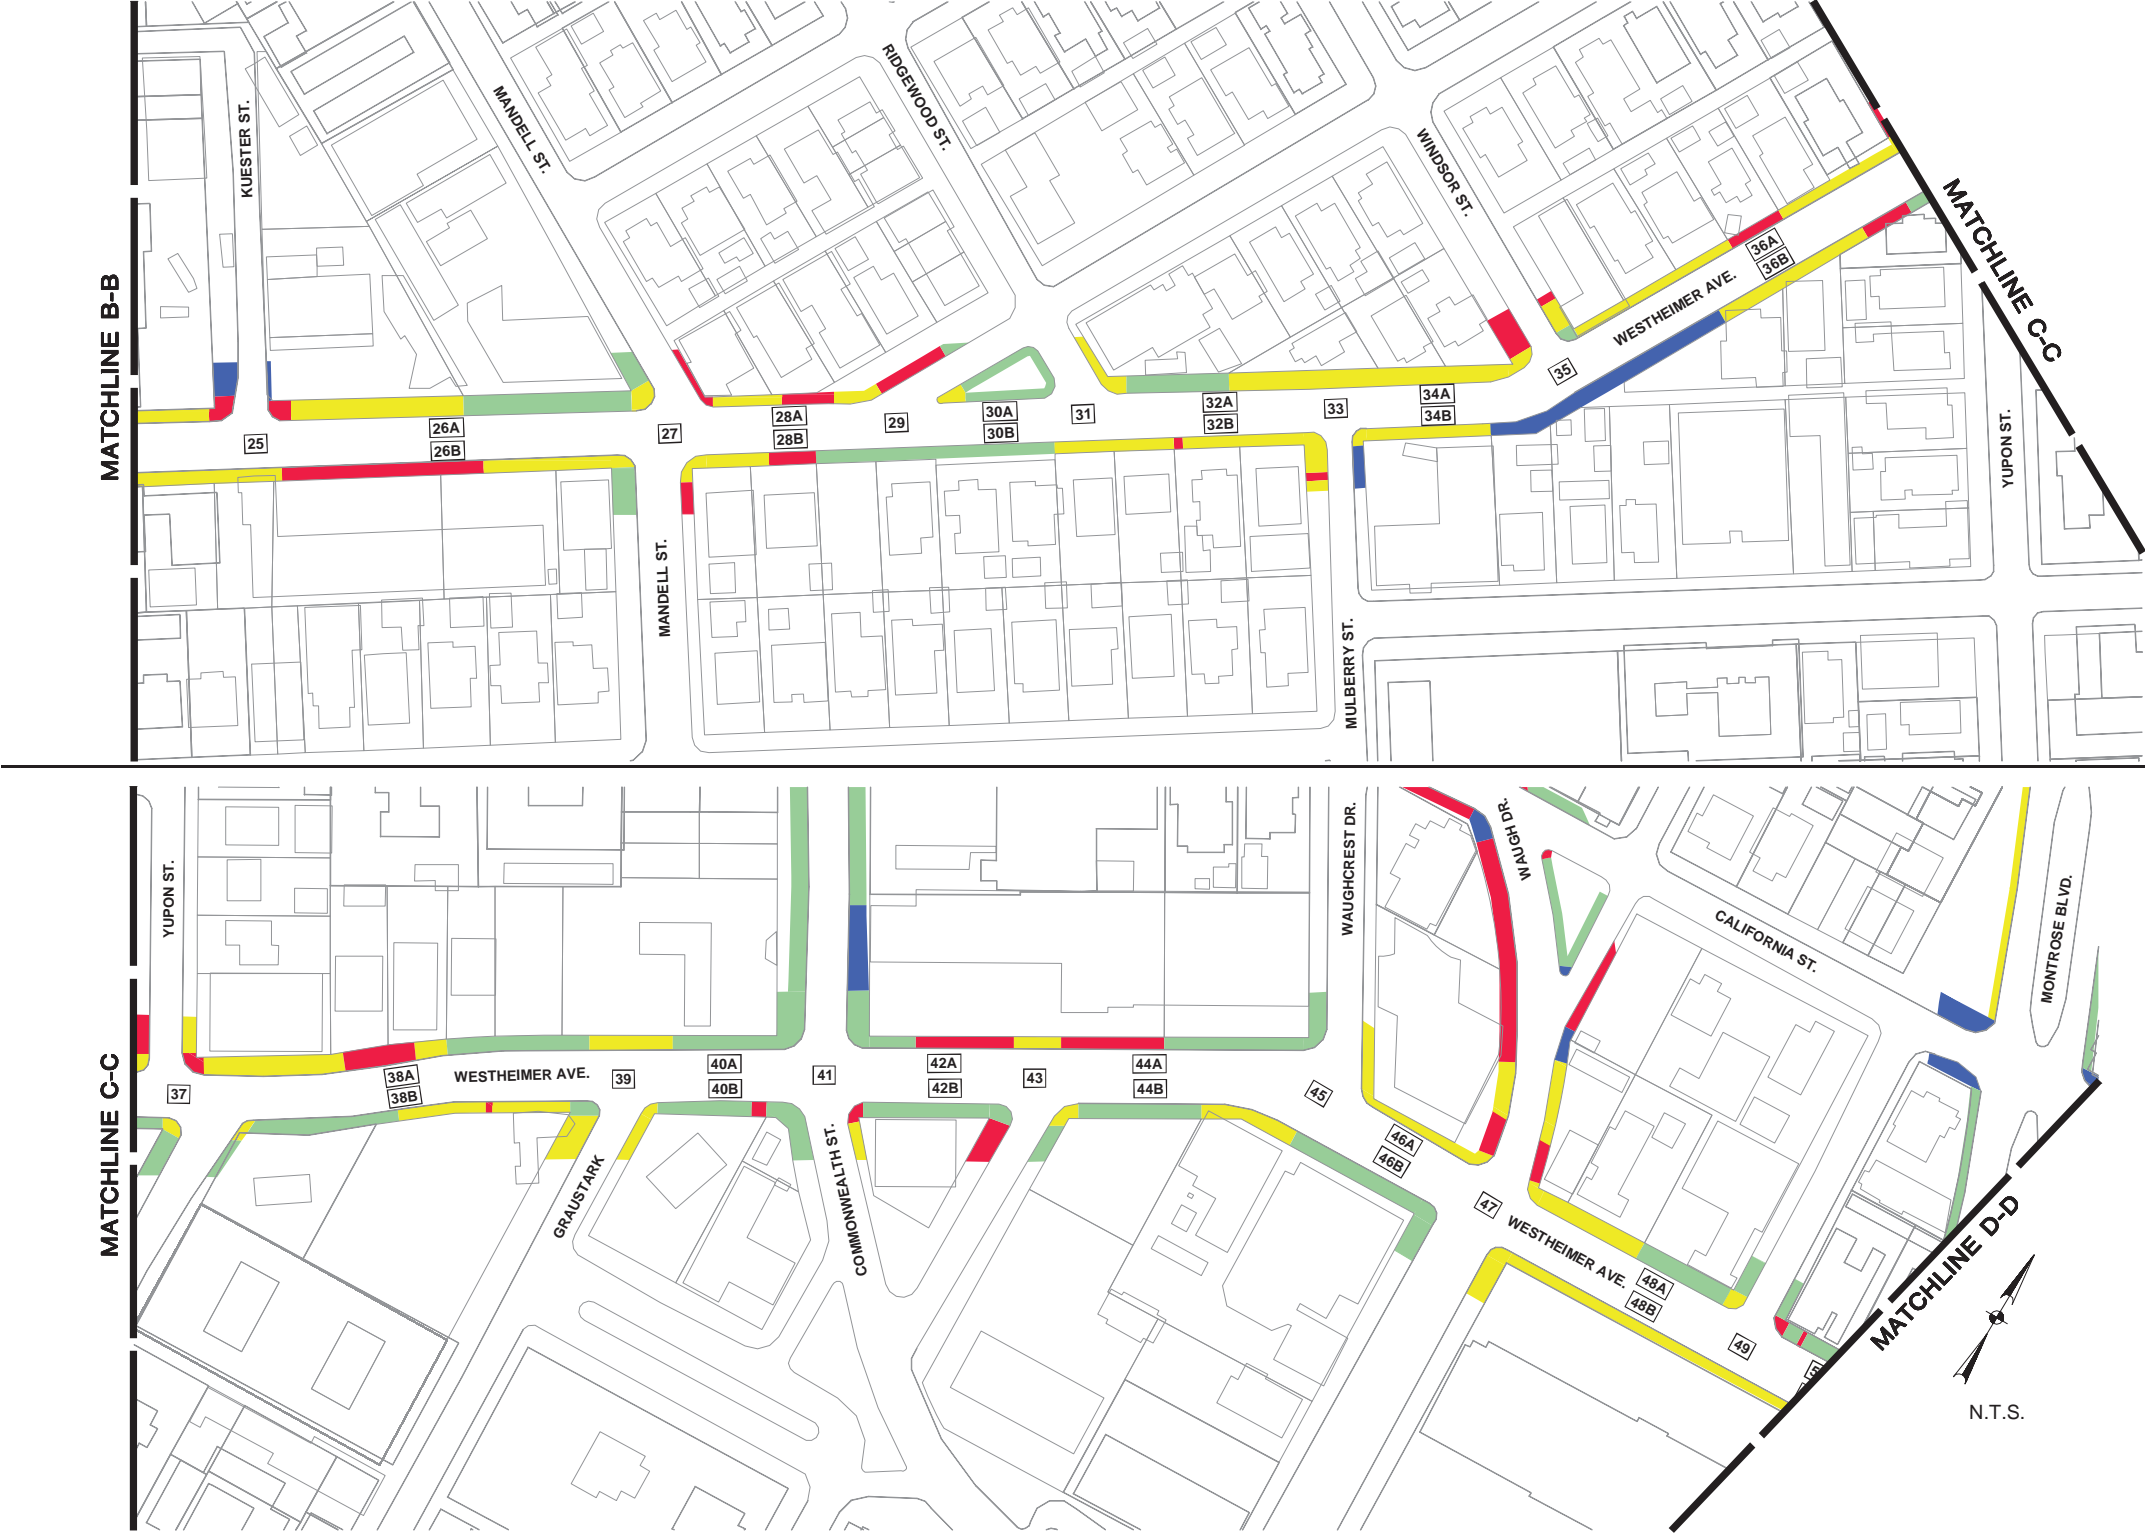 MATCHLINE B-B
KUESTER ST.
MANDELL ST.
RIDGEWOOD ST.
WINDSOR ST.
MATCHLINE C-C
WESTHEIMER AVE.
25
26A
26B
27
28A
28B
29
30A
30B
31
32A
32B
33
34A
34B
35
36A
36B
MANDELL ST.
MULBERRY ST.
YUPON ST.
MATCHLINE C-C
YUPON ST.
WAUGHCREST DR.
WAUGH DR.
CALIFORNIA ST.
MONTROSE BLVD.
37
38A
38B
WESTHEIMER AVE.
39
40A
40B
41
42A
42B
43
44A
44B
45
46A
46B
47
WESTHEIMER AVE.
48A
48B
49
GRAUSTARK
COMMONWEALTH ST.
MATCHLINE D-D
N.T.S.